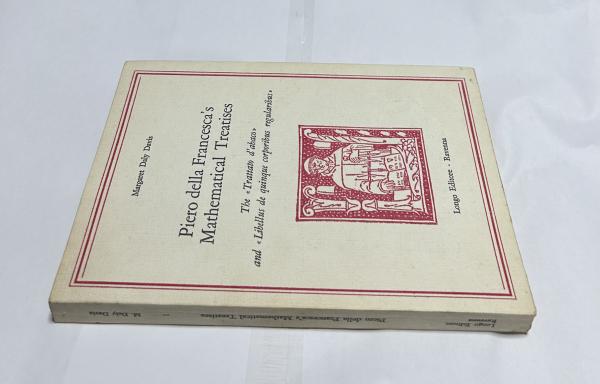 Margaret Daly Davis
Piero della Francesca's
Mathematical Treatises
The «Trattato d'abaco»
and «Libellus de quinque corporibus regularibus»
Longo Editore - Ravenna
M. Daly Davis
Piero della Francesca's Mathematical Treatises
Longo Editore
Ravenna